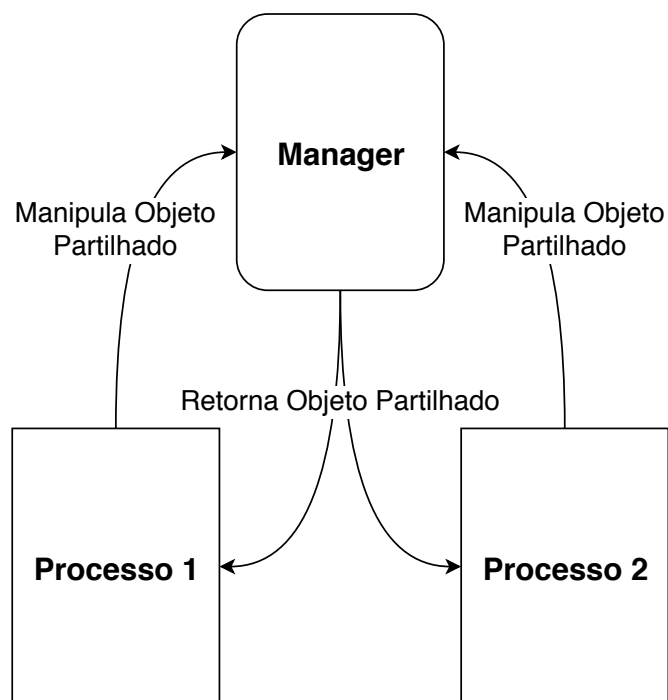 Manager
Manipula Objeto
Partilhado
Manipula Objeto
Partilhado
Retorna Objeto Partilhado
Processo 1
Processo 2